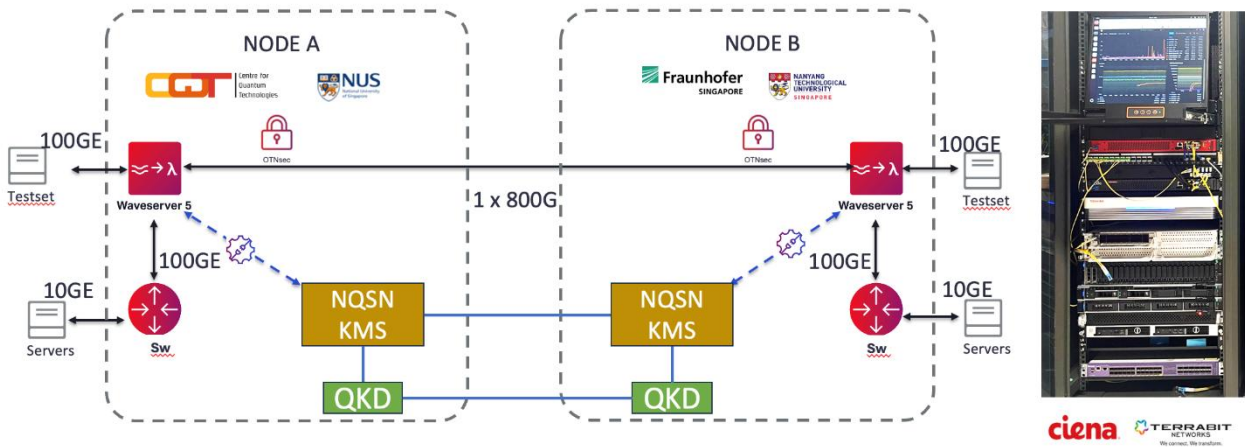 NODE A
CQT
Centre for
Quantum
Technologies
NUS
National University
of Singapore
OTNsec
100GE
Testset
Waveserver 5
100GE
10GE
Servers
Sw
NQSN
KMS
QKD
1 x 800G
NODE B
Fraunhofer
SINGAPORE
NANYANG
TECHNOLOGICAL
UNIVERSITY
SINGAPORE
OTNsec
100GE
Testset
Waveserver 5
100GE
10GE
Servers
Sw
NQSN
KMS
QKD
ciena
TERRABIT
NETWORKS
We connect. We transform.